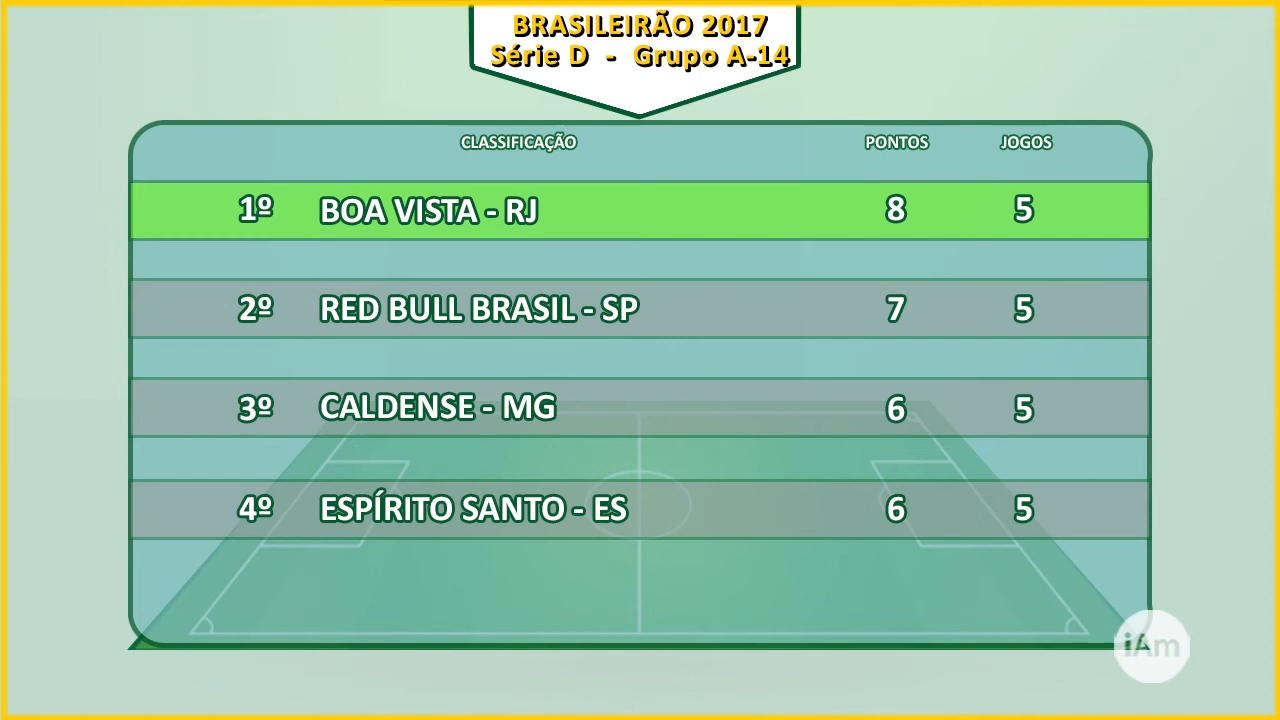 BRASILEIRÃO 2017
Série D - Grupo A-14
CLASSIFICAÇÃO PONTOS JOGOS
1º BOA VISTA - RJ 8 5
2º RED BULL BRASIL - SP 7 5
3º CALDENSE - MG 6 5
4º ESPÍRITO SANTO - ES 6 5
iAm